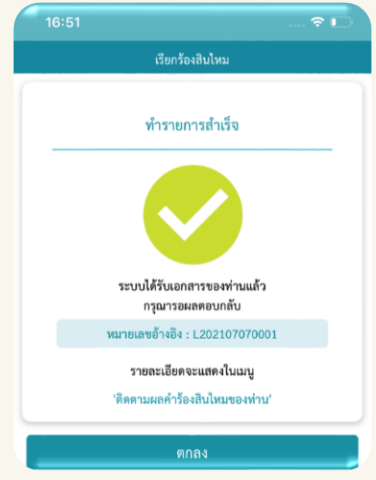 16:51
เรียกร้องสินไหม
ทำรายการสำเร็จ
ระบบได้รับเอกสารของท่านแล้ว
กรุณารอผลตอบกลับ
หมายเลขอ้างอิง : L202107070001
รายละเอียดจะแสดงในเมนู
'ติดตามผลคำร้องสินไหมของท่าน'
ตกลง